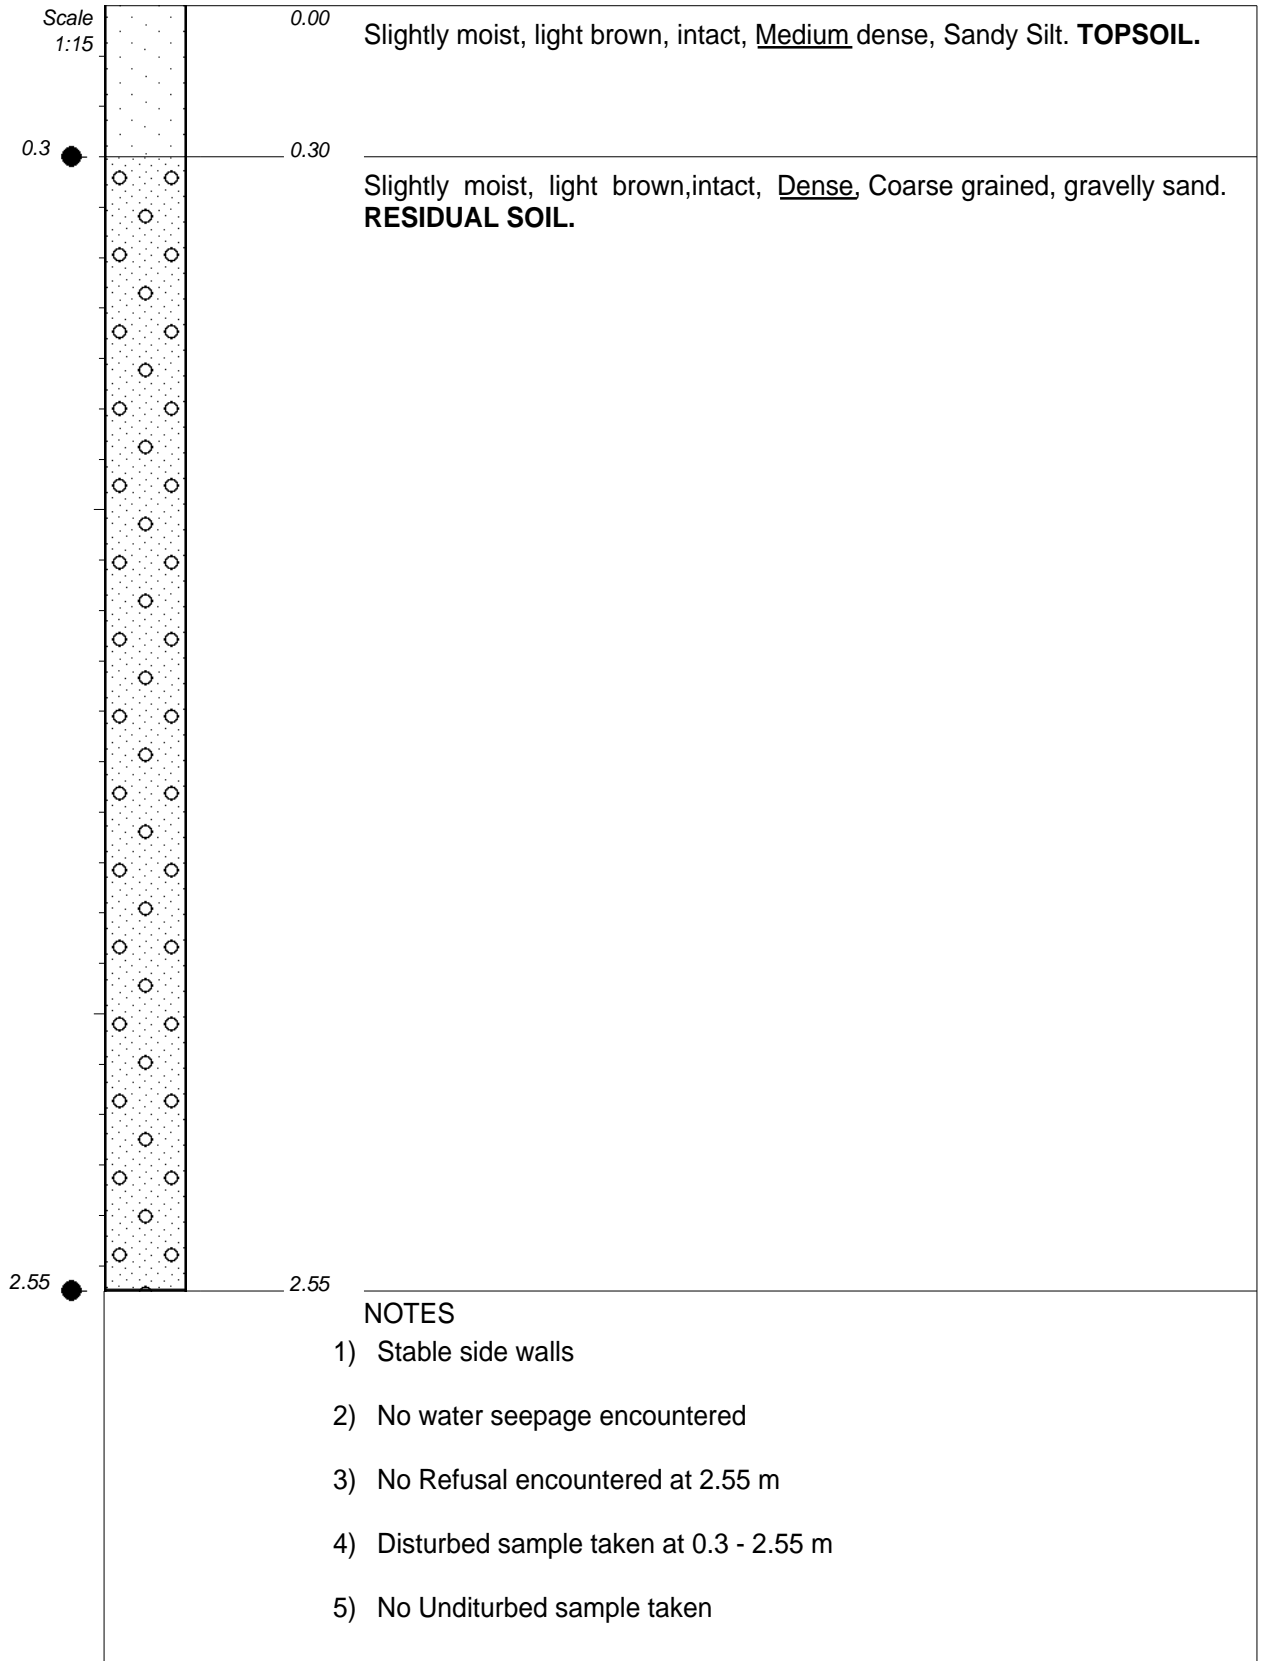 Scale
1:15
0.00
Slightly moist, light brown, intact, Medium dense, Sandy Silt. TOPSOIL.
0.3
0.30
Slightly moist, light brown,intact, Dense, Coarse grained, gravelly sand.
RESIDUAL SOIL.
2.55
2.55
NOTES
1) Stable side walls
2) No water seepage encountered
3) No Refusal encountered at 2.55 m
4) Disturbed sample taken at 0.3 - 2.55 m
5) No Unditurbed sample taken